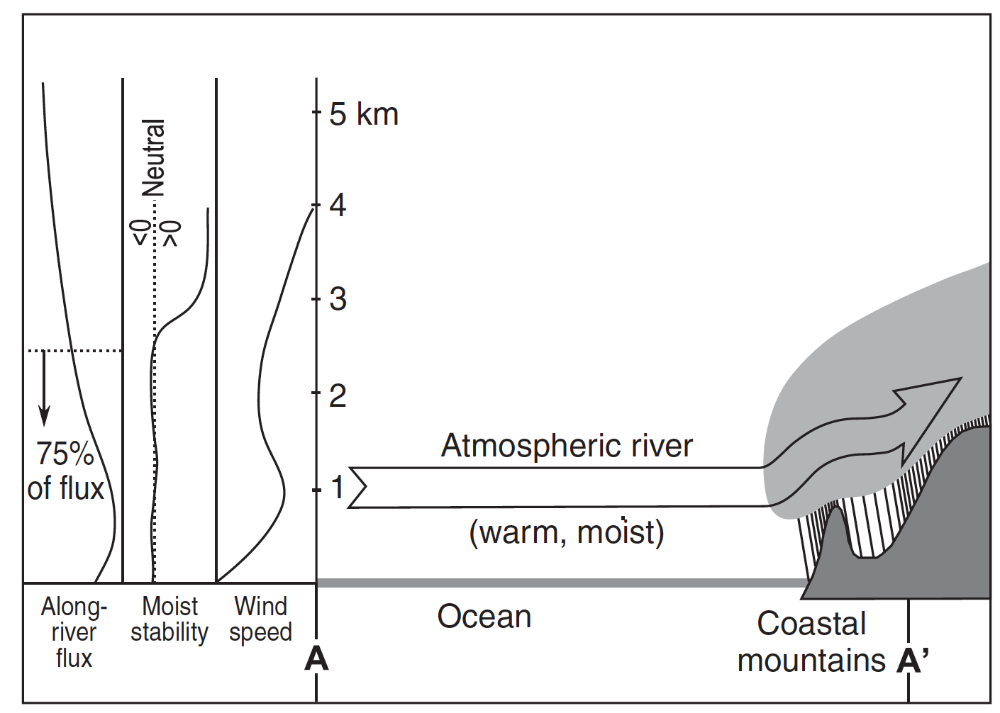 Neutral
<0
>0
75%
of flux
5 km
4
3
2
1
Atmospheric river
(warm, moist)
Along-
river
flux
Moist
stability
Wind
speed
A
Ocean
Coastal
mountains A’